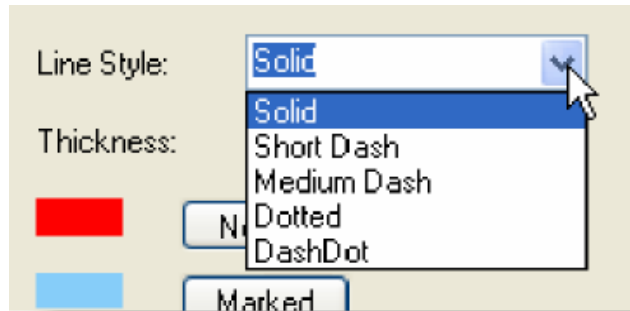 Line Style: Solid
Solid
Thickness: Short Dash
Medium Dash
Dotted
DashDot
Marked